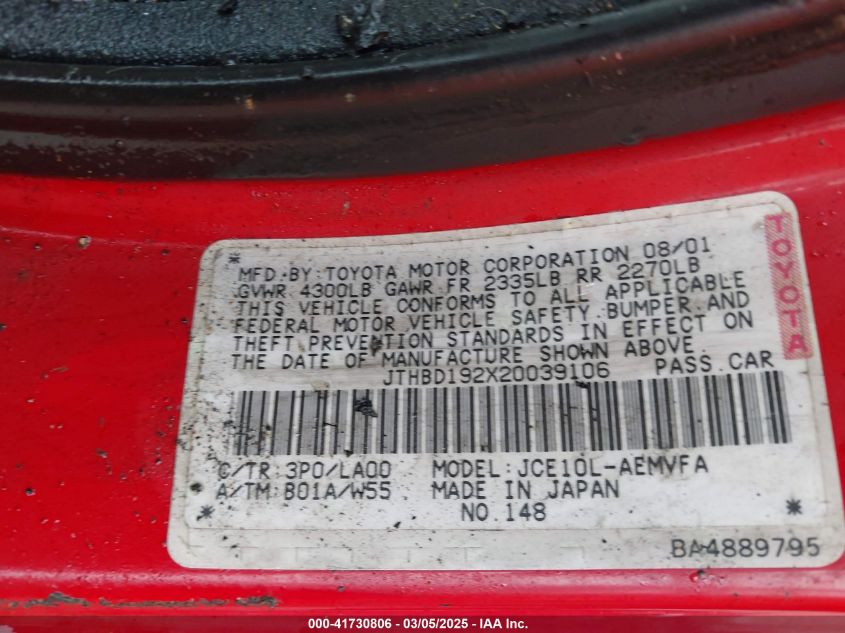 * MFD. BY: TOYOTA MOTOR CORPORATION 08/01
GVWR 4300LB GAWR FR 2335LB RR 2270LB
THIS VEHICLE CONFORMS TO ALL APPLICABLE
FEDERAL MOTOR VEHICLE SAFETY, BUMPER, AND
THEFT PREVENTION STANDARDS IN EFFECT ON
THE DATE OF MANUFACTURE SHOWN ABOVE.
JTHBD192X20039106 PASS. CAR
C/TR: 3P0/LA00 MODEL: JCE10L-AEMVFA
A/TM: B01A/W55 MADE IN JAPAN
* NO. 148 *
BA4889795
TOYOTA
000-41730806 - 03/05/2025 - IAA Inc.